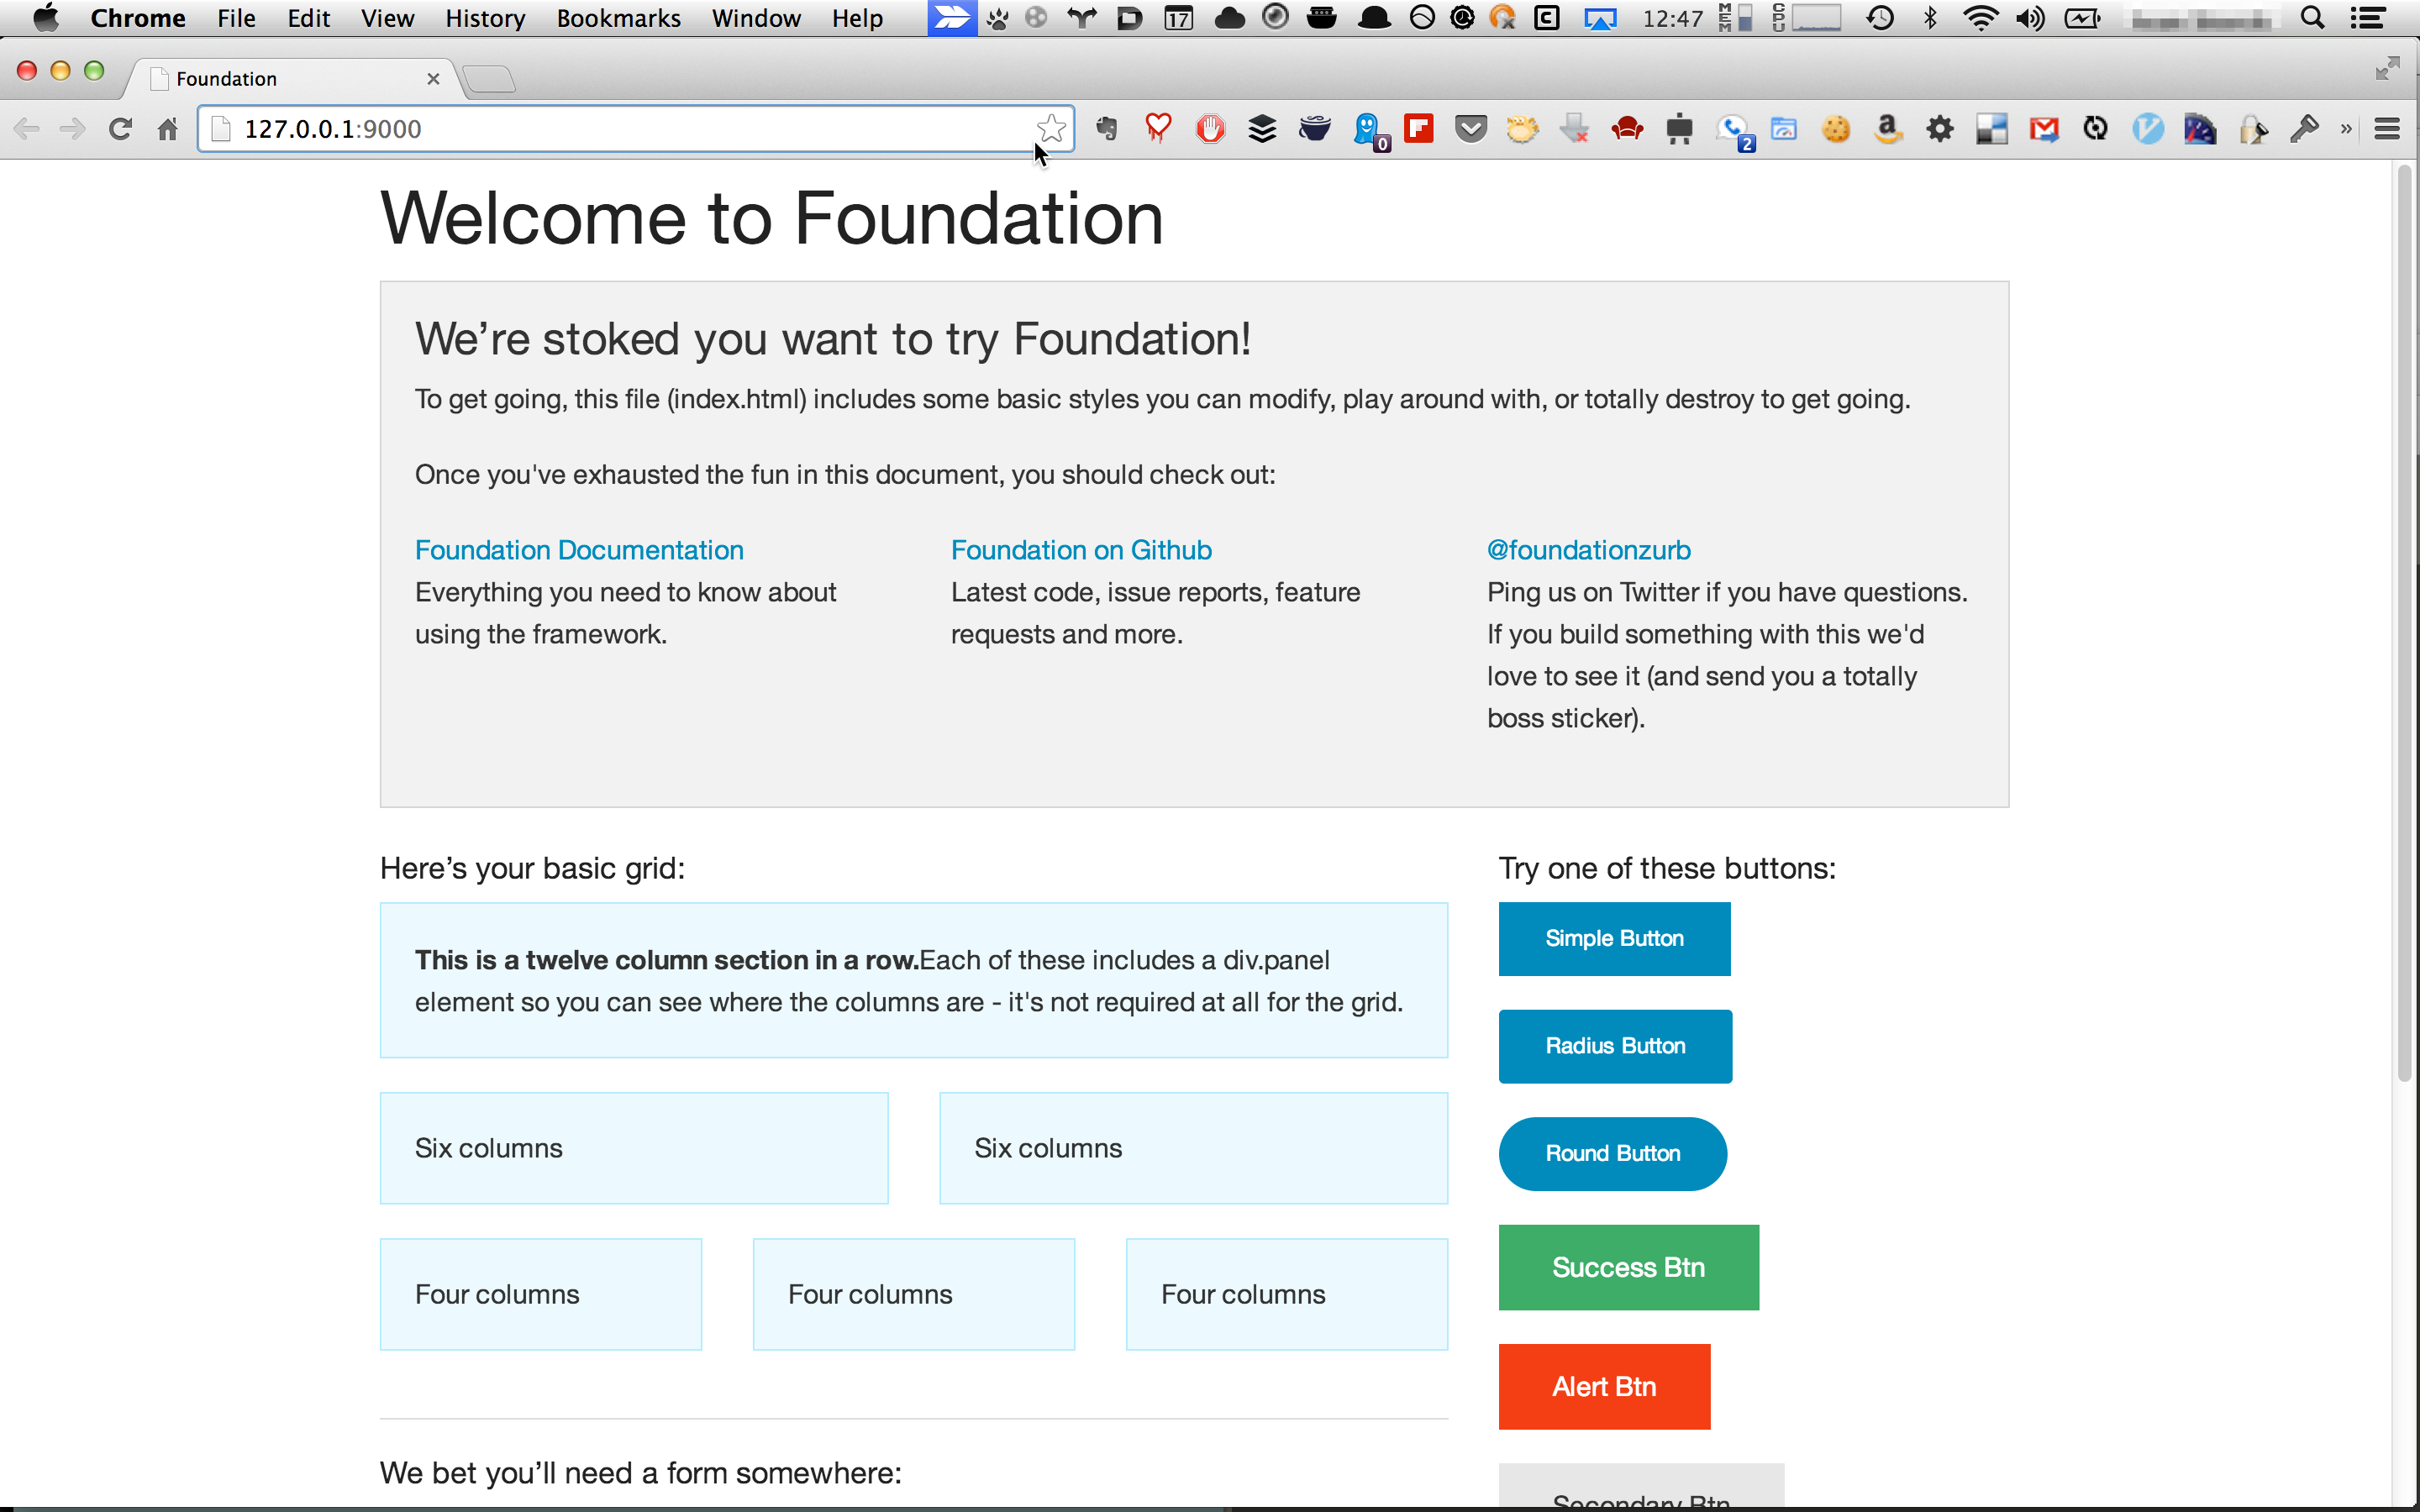 Chrome File Edit View History Bookmarks Window Help 17 12:47 MEM CPU
Foundation
127.0.0.1:9000
0 2
Welcome to Foundation
We’re stoked you want to try Foundation!
To get going, this file (index.html) includes some basic styles you can modify, play around with, or totally destroy to get going.
Once you've exhausted the fun in this document, you should check out:
Foundation Documentation
Everything you need to know about
using the framework.
Foundation on Github
Latest code, issue reports, feature
requests and more.
@foundationzurb
Ping us on Twitter if you have questions.
If you build something with this we'd
love to see it (and send you a totally
boss sticker).
Here’s your basic grid:
This is a twelve column section in a row.Each of these includes a div.panel
element so you can see where the columns are - it's not required at all for the grid.
Six columns
Six columns
Four columns
Four columns
Four columns
We bet you’ll need a form somewhere:
Try one of these buttons:
Simple Button
Radius Button
Round Button
Success Btn
Alert Btn
Secondary Btn